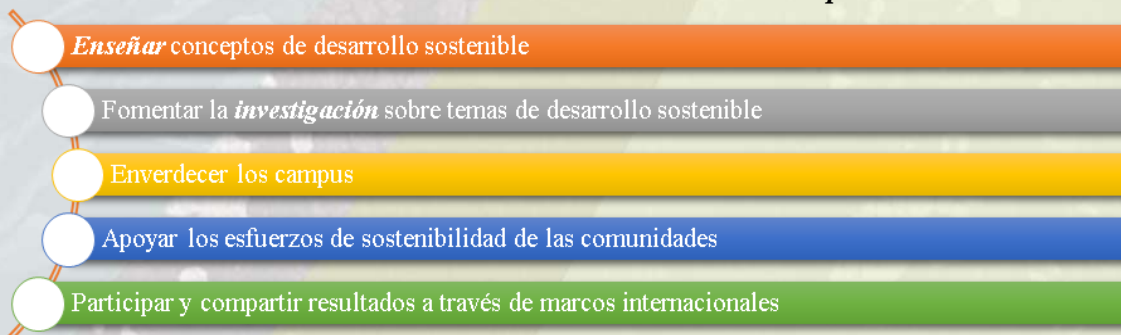 Enseñar conceptos de desarrollo sostenible
Fomentar la investigación sobre temas de desarrollo sostenible
Enverdecer los campus
Apoyar los esfuerzos de sostenibilidad de las comunidades
Participar y compartir resultados a través de marcos internacionales